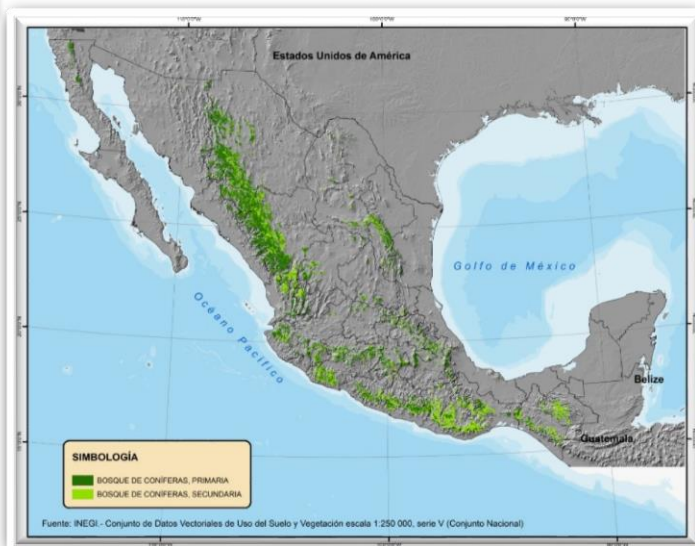 Estados Unidos de América
Golfo de México
Océano Pacífico
Belize
Guatemala
SIMBOLOGÍA
BOSQUE DE CONÍFERAS, PRIMARIA
BOSQUE DE CONÍFERAS, SECUNDARIA
Fuente: INEGI.- Conjunto de Datos Vectoriales de Uso del Suelo y Vegetación escala 1:250 000, serie V (Conjunto Nacional)